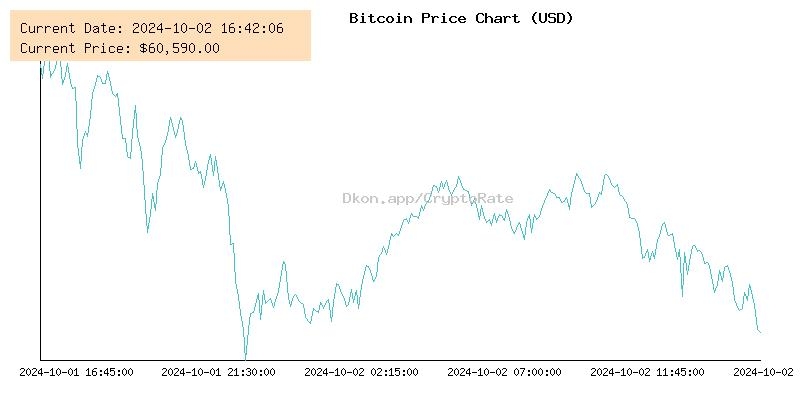 Bitcoin Price Chart (USD)
Current Date: 2024-10-02 16:42:06
Current Price: $60,590.00
Dkon.app/CryptoRate
2024-10-01 16:45:00 2024-10-01 21:30:00 2024-10-02 02:15:00 2024-10-02 07:00:00 2024-10-02 11:45:00 2024-10-02